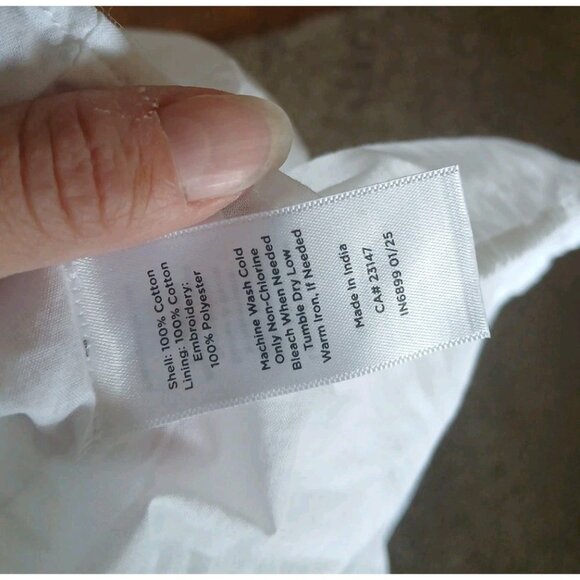 Shell: 100% Cotton
Lining: 100% Cotton
Embroidery:
100% Polyester
Machine Wash Cold
Only Non-Chlorine
Bleach When Needed
Tumble Dry Low
Warm Iron, If Needed
Made in India
CA# 23147
IN6899 01/25